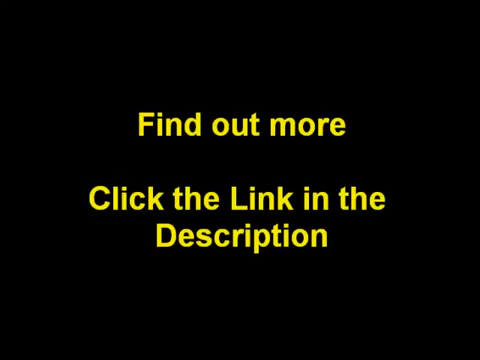 Find out more
Click the Link in the
Description